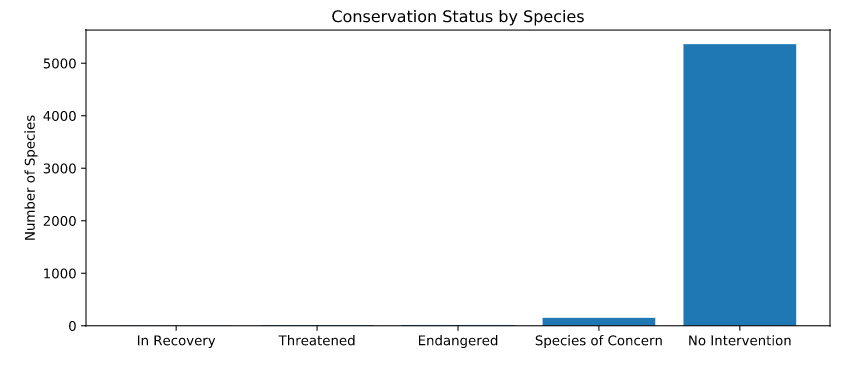 Conservation Status by Species
Number of Species
5000
4000
3000
2000
1000
0
In Recovery Threatened Endangered Species of Concern No Intervention